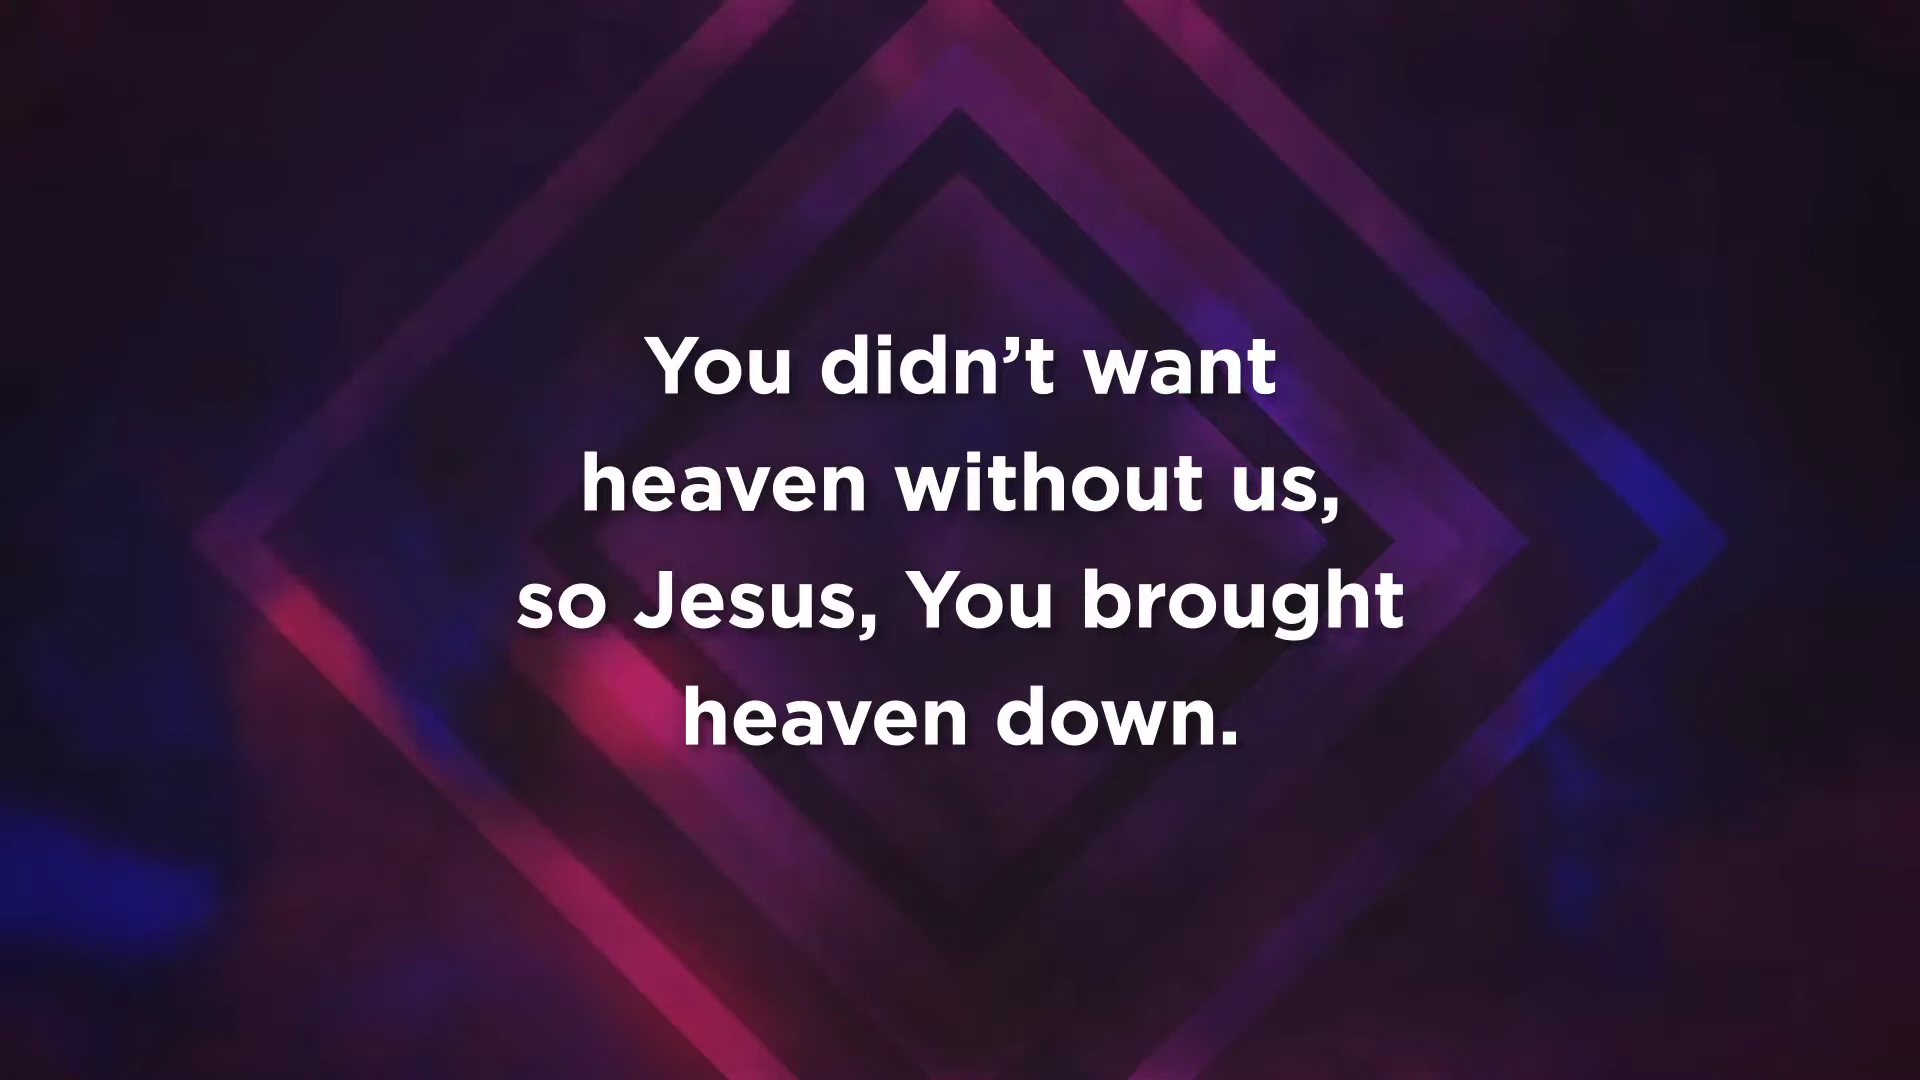 You didn’t want
heaven without us,
so Jesus, You brought
heaven down.